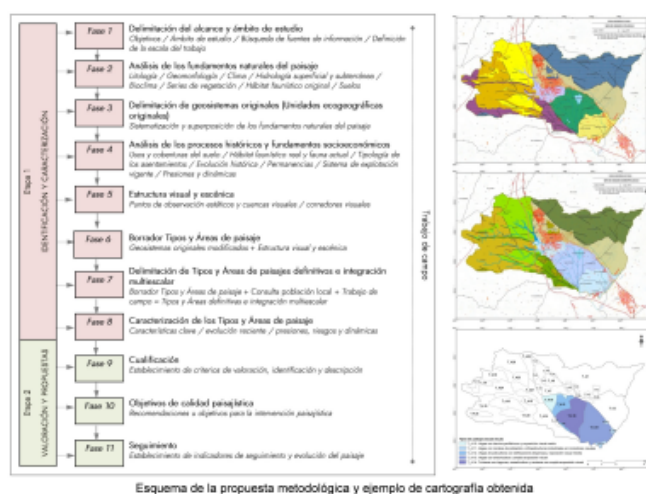 Etapa 1
IDENTIFICACIÓN Y CARACTERIZACIÓN
Fase 1
Delimitación del alcance y ámbito de estudio
Objetivos / Ámbito de estudio / Búsqueda de fuentes de información / Definición
de la escala del trabajo
Fase 2
Análisis de los fundamentos naturales del paisaje
Litología / Geomorfología / Clima / Hidrología superficial y subterránea /
Bioclima / Series de vegetación / Hábitat faunístico original / Suelos
Fase 3
Delimitación de geosistemas originales (Unidades ecogeográficas
originales)
Sistematización y superposición de los fundamentos naturales del paisaje
Fase 4
Análisis de los procesos históricos y fundamentos socioeconómicos
Usos y coberturas del suelo / Hábitat faunístico real y fauna actual / Tipología de
los asentamientos / Evolución histórica / Permanencias / Sistema de explotación
vigente / Presiones y dinámicas
Fase 5
Estructura visual y escénica
Puntos de observación estáticos y cuencas visuales / corredores visuales
Fase 6
Borrador Tipos y Áreas de paisaje
Geosistemas originales modificados + Estructura visual y escénica
Fase 7
Delimitación de Tipos y Áreas de paisajes definitivos e integración
multiescalar
Borrador Tipos y Áreas de paisaje + Consulta población local + Trabajo de
campo = Tipos y Áreas definitivas e integración multiescalar
Fase 8
Caracterización de los Tipos y Áreas de paisaje
Características clave / evolución reciente / presiones, riesgos y dinámicas
Etapa 2
VALORACIÓN Y PROPUESTAS
Fase 9
Cualificación
Establecimiento de criterios de valoración, identificación y descripción
Fase 10
Objetivos de calidad paisajística
Recomendaciones u objetivos para la intervención paisajística
Fase 11
Seguimiento
Establecimiento de indicadores de seguimiento y evolución del paisaje
Trabajo de campo
Esquema de la propuesta metodológica y ejemplo de cartografía obtenida